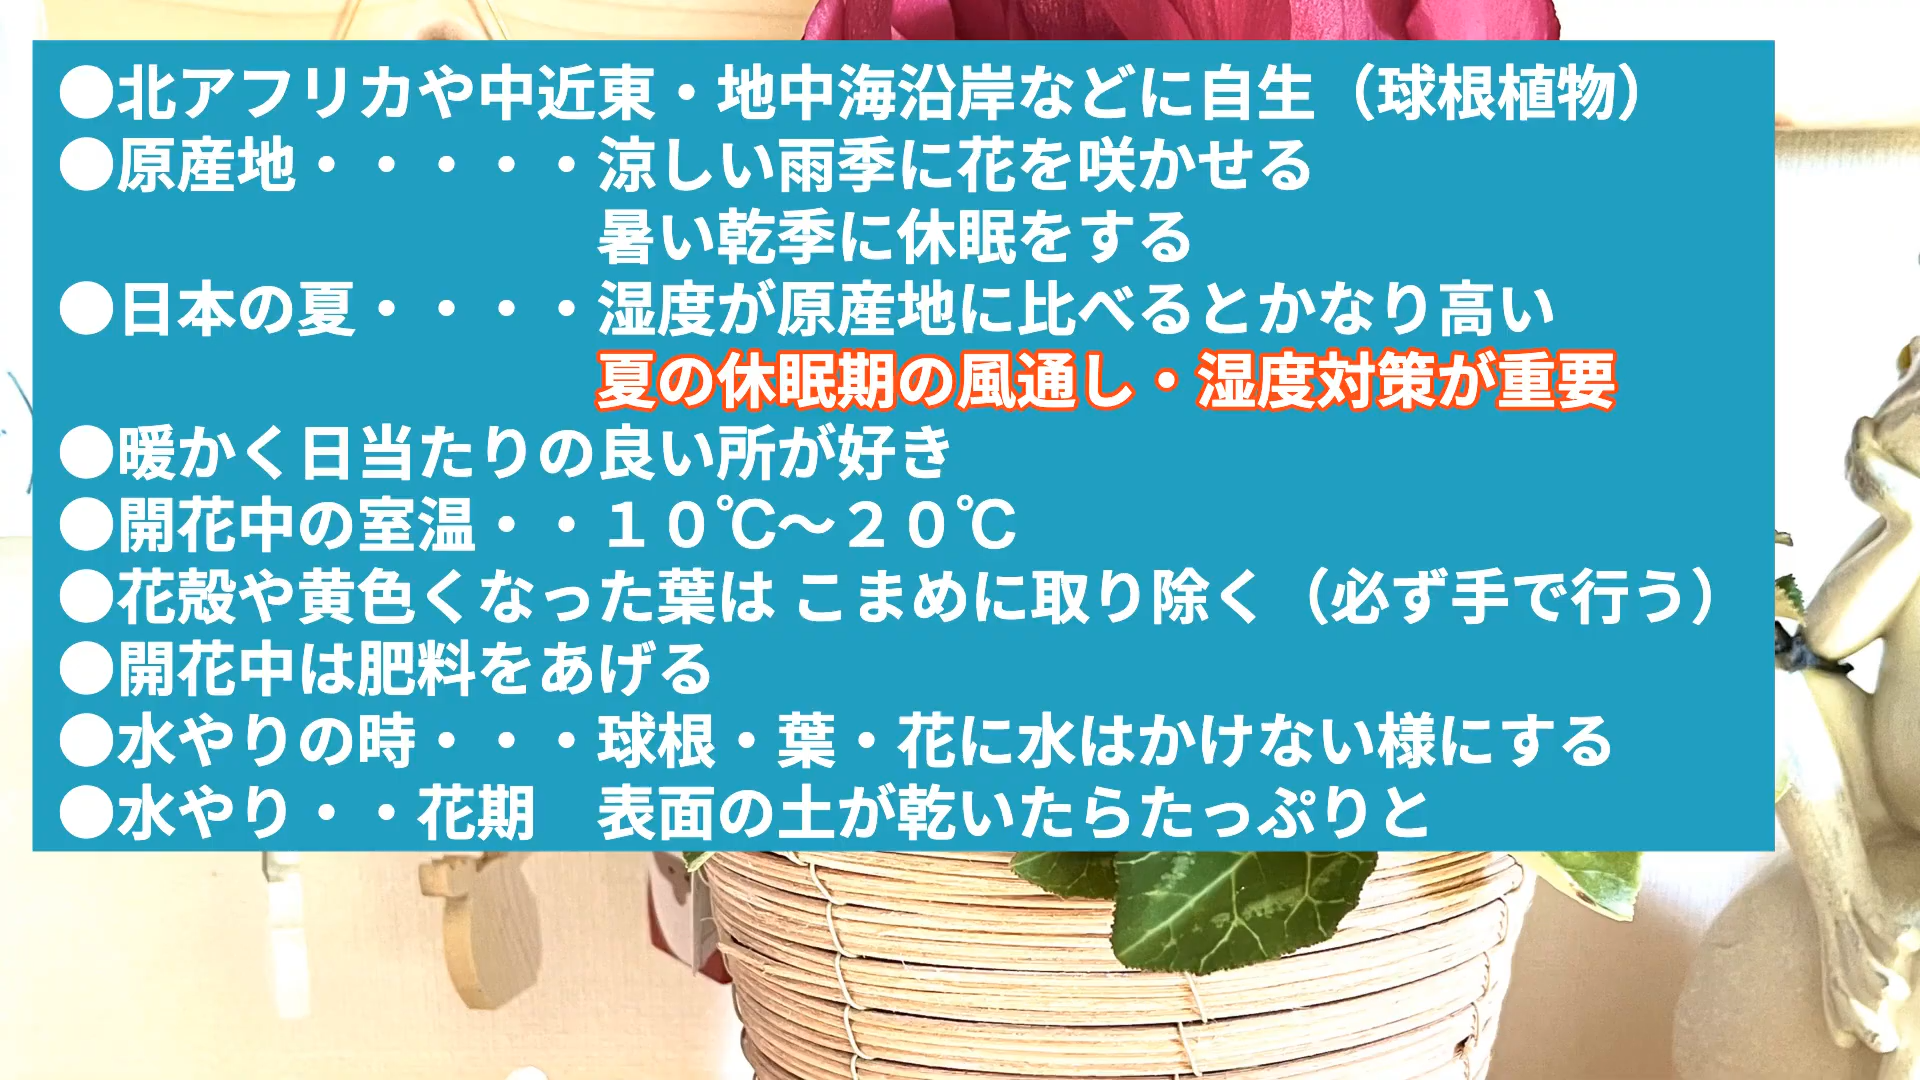 ●北アフリカや中近東・地中海沿岸などに自生（球根植物）
●原産地・・・・・涼しい雨季に花を咲かせる
暑い乾季に休眠をする
●日本の夏・・・・湿度が原産地に比べるとかなり高い
夏の休眠期の風通し・湿度対策が重要
●暖かく日当たりの良い所が好き
●開花中の室温・・１０℃～２０℃
●花殻や黄色くなった葉は こまめに取り除く（必ず手で行う）
●開花中は肥料をあげる
●水やりの時・・・球根・葉・花に水はかけない様にする
●水やり・・花期　表面の土が乾いたらたっぷりと